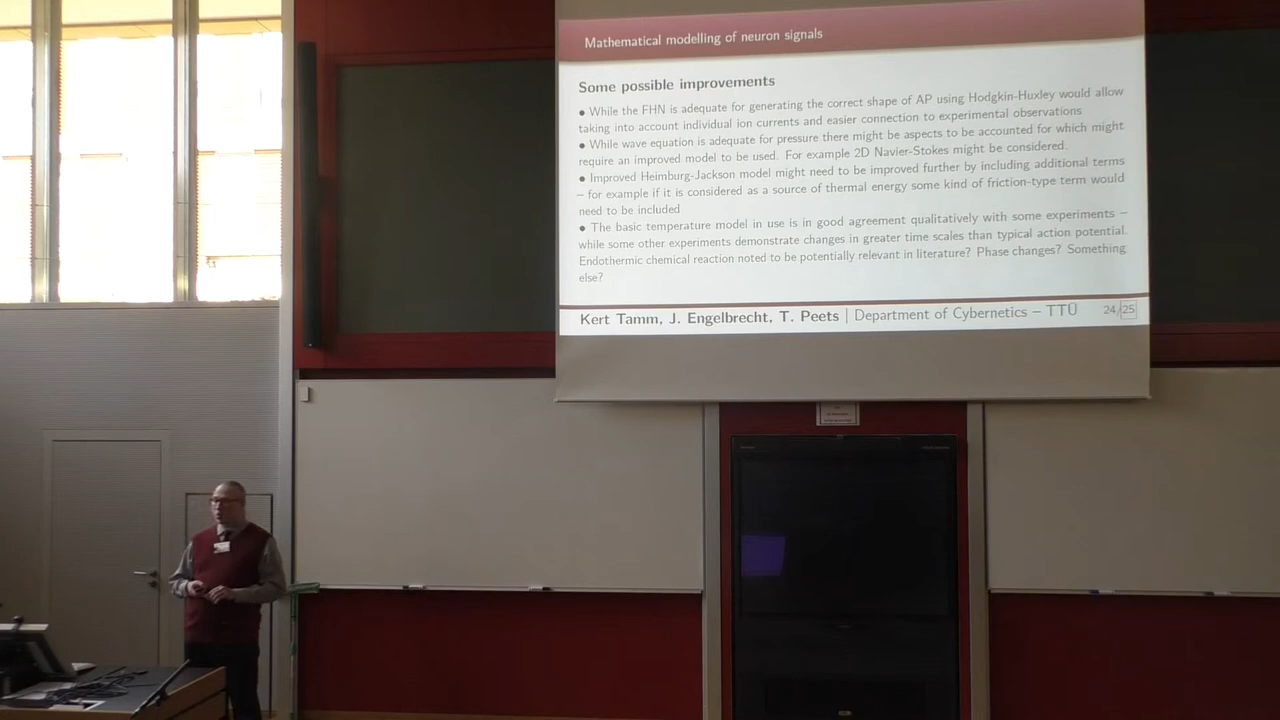 Mathematical modelling of neuron signals
Some possible improvements
• While the FHN is adequate for generating the correct shape of AP using Hodgkin-Huxley would allow
taking into account individual ion currents and easier connection to experimental observations
• While wave equation is adequate for pressure there might be aspects to be accounted for which might
require an improved model to be used. For example 2D Navier-Stokes might be considered.
• Improved Heimburg-Jackson model might need to be improved further by including additional terms
– for example if it is considered as a source of thermal energy some kind of friction-type term would
need to be included
• The basic temperature model in use is in good agreement qualitatively with some experiments –
while some other experiments demonstrate changes in greater time scales than typical action potential.
Endothermic chemical reaction noted to be potentially relevant in literature? Phase changes? Something
else?
Kert Tamm, J. Engelbrecht, T. Peets | Department of Cybernetics – TTÜ 24/25